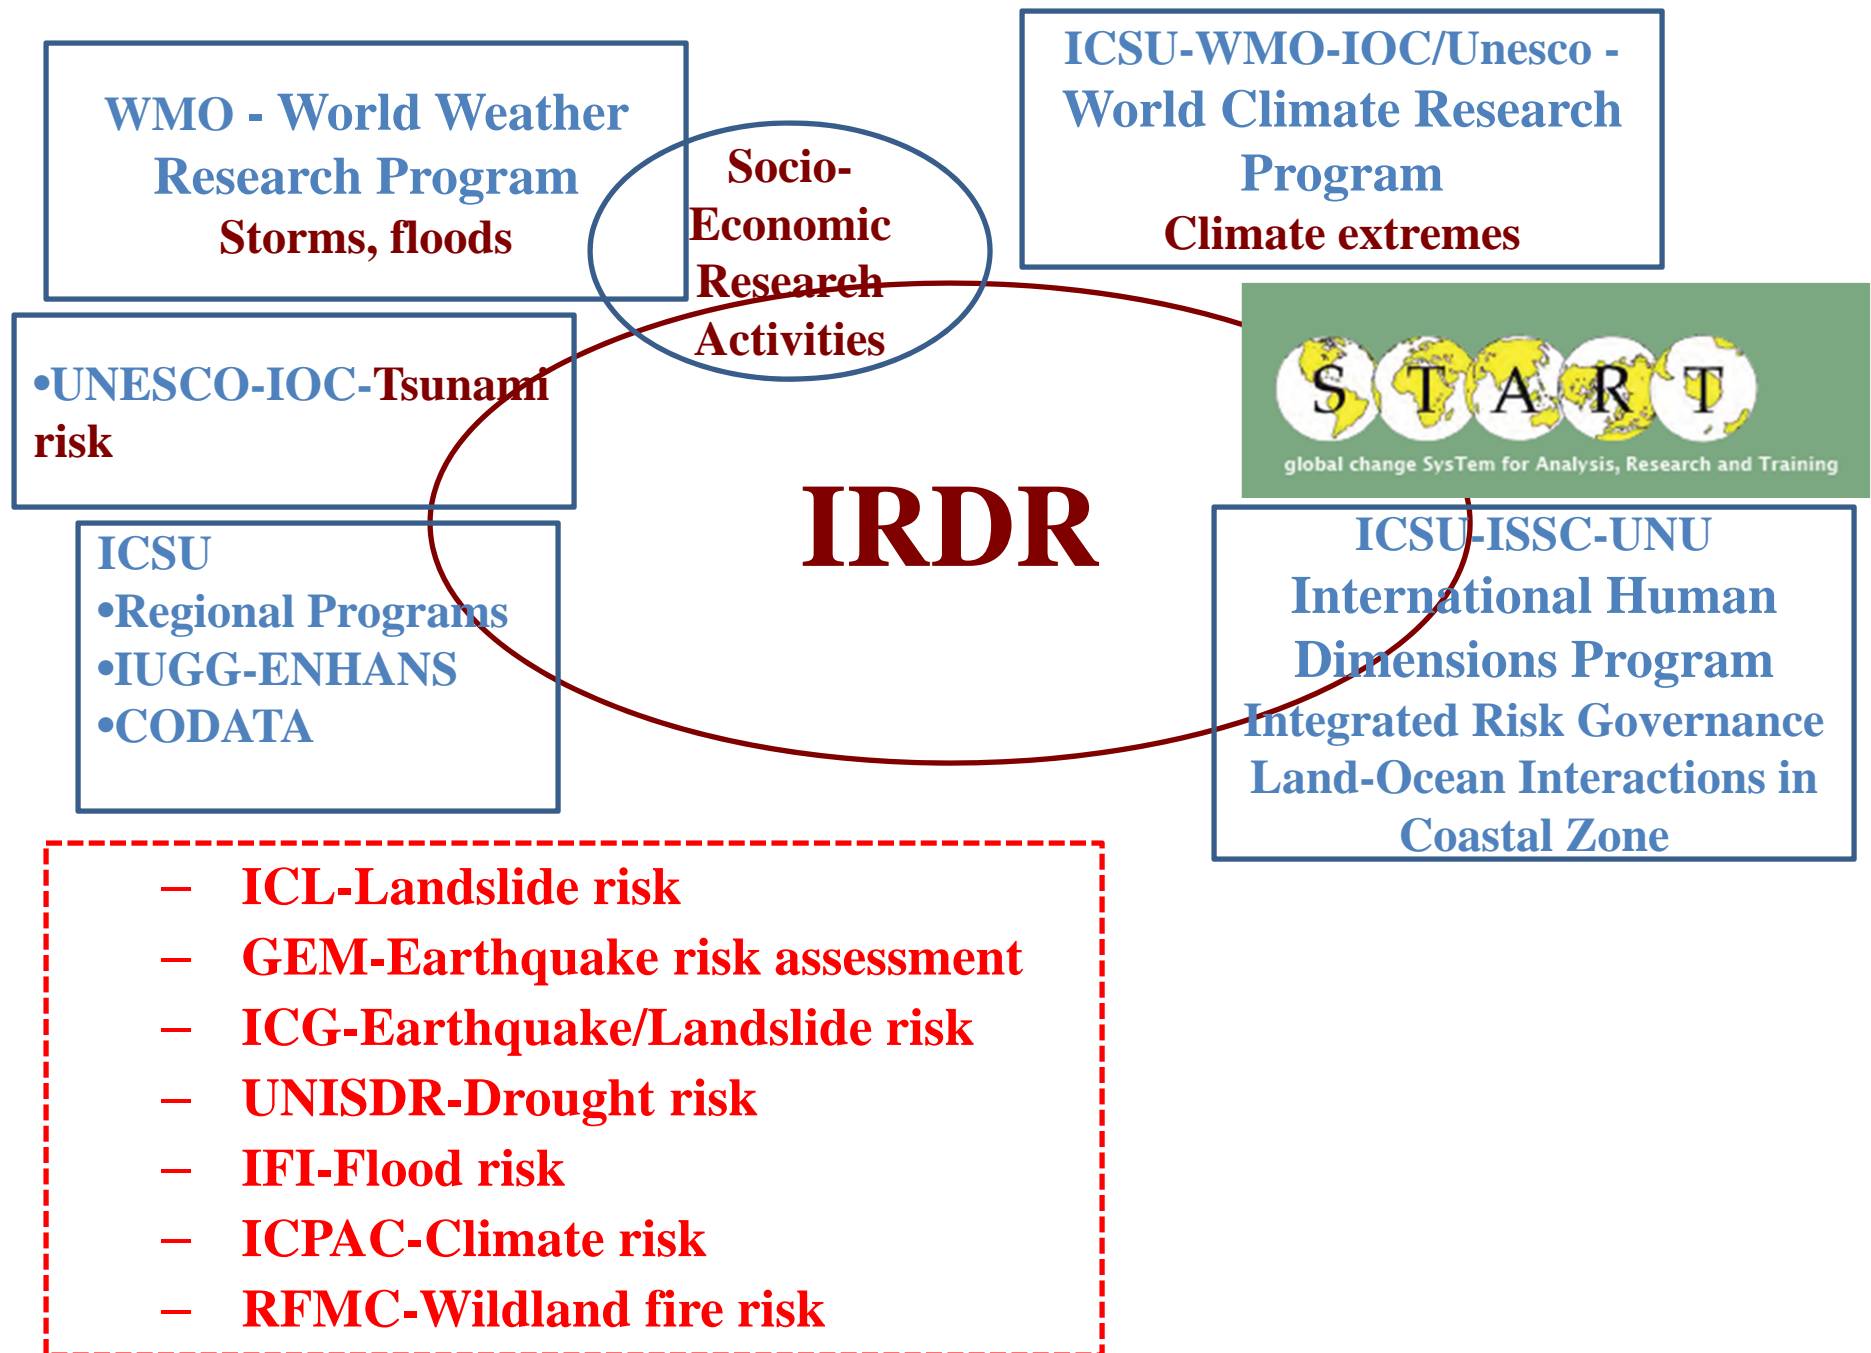 WMO - World Weather
Research Program
Storms, floods
Socio-
Economic
Research
Activities
ICSU-WMO-IOC/Unesco -
World Climate Research
Program
Climate extremes
•UNESCO-IOC-Tsunami
risk
IRDR
S T A R T
global change SysTem for Analysis, Research and Training
ICSU
•Regional Programs
•IUGG-ENHANS
•CODATA
ICSU-ISSC-UNU
International Human
Dimensions Program
Integrated Risk Governance
Land-Ocean Interactions in
Coastal Zone
– ICL-Landslide risk
– GEM-Earthquake risk assessment
– ICG-Earthquake/Landslide risk
– UNISDR-Drought risk
– IFI-Flood risk
– ICPAC-Climate risk
– RFMC-Wildland fire risk